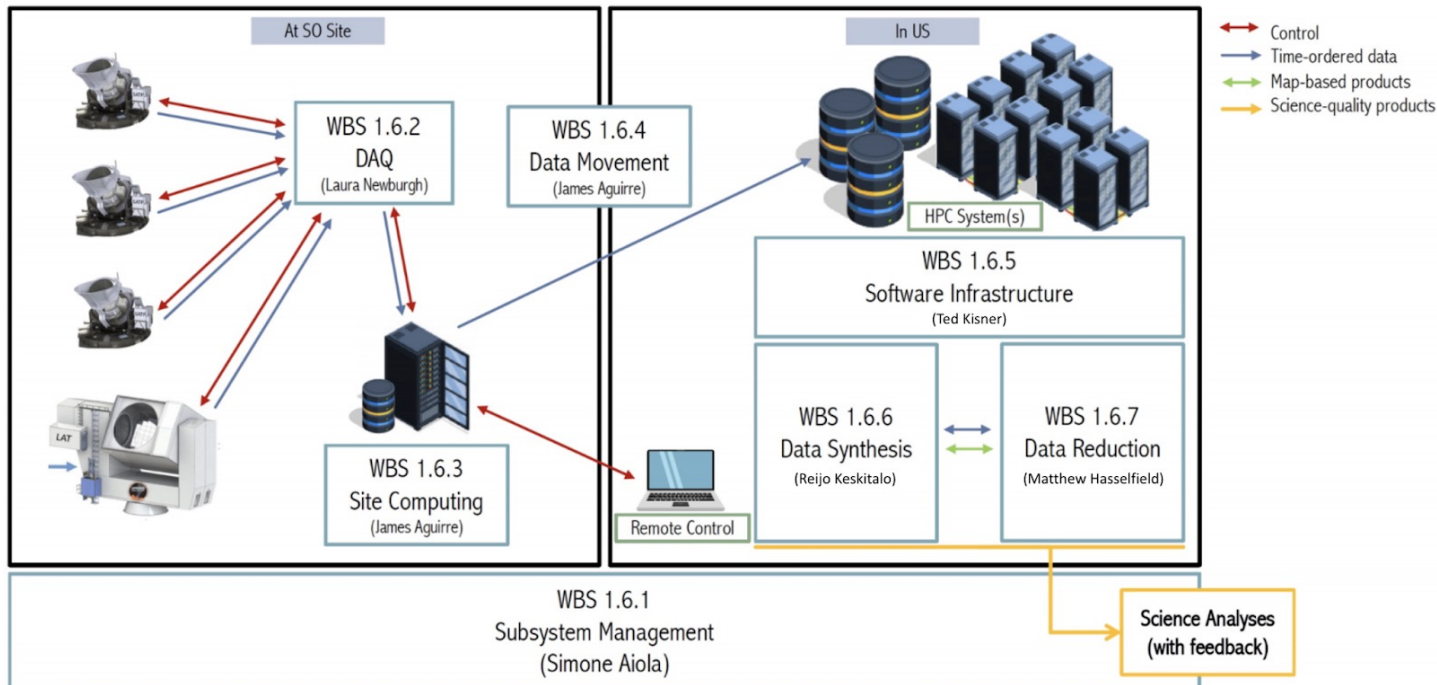 At SO Site
In US
Control
Time-ordered data
Map-based products
Science-quality products
WBS 1.6.2
DAQ
(Laura Newburgh)
WBS 1.6.4
Data Movement
(James Aguirre)
HPC System(s)
WBS 1.6.5
Software Infrastructure
(Ted Kisner)
LAT
WBS 1.6.3
Site Computing
(James Aguirre)
Remote Control
WBS 1.6.6
Data Synthesis
(Reijo Keskitalo)
WBS 1.6.7
Data Reduction
(Matthew Hasselfield)
WBS 1.6.1
Subsystem Management
(Simone Aiola)
Science Analyses
(with feedback)